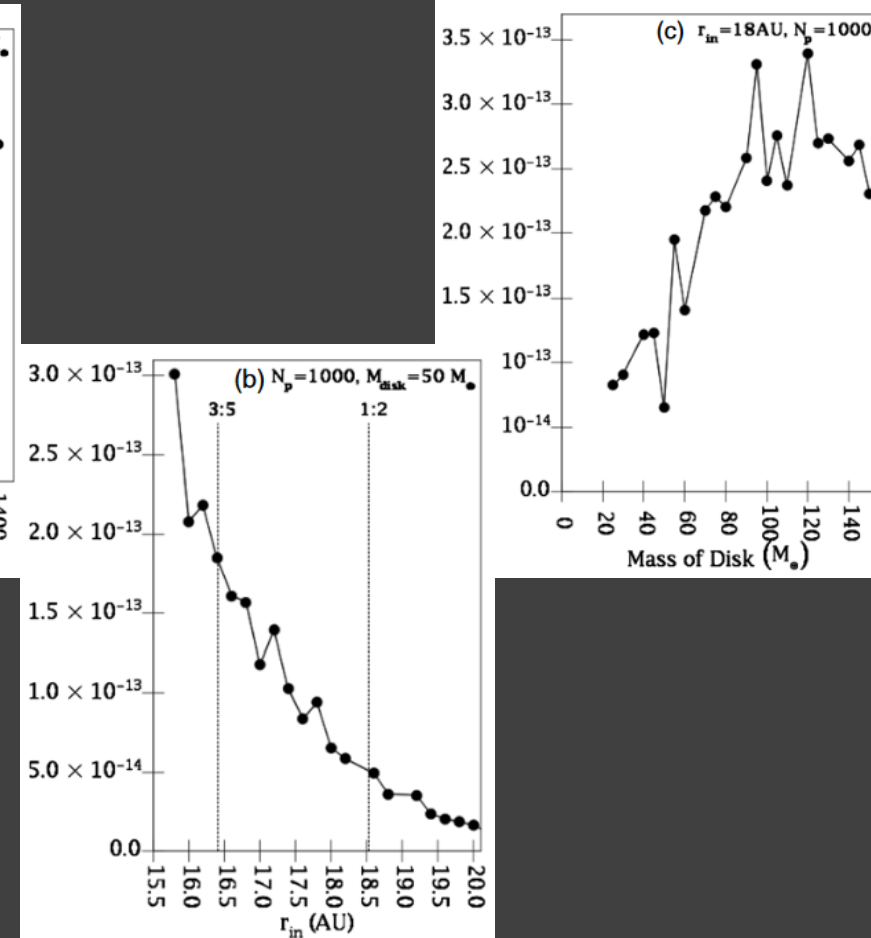 (c) r_in=18AU, N_p=1000
3.5 × 10⁻¹³
3.0 × 10⁻¹³
2.5 × 10⁻¹³
2.0 × 10⁻¹³
1.5 × 10⁻¹³
10⁻¹³
10⁻¹⁴
0.0
0 20 40 60 80 100 120 140
Mass of Disk (M⊕)
(b) N_p=1000, M_disk=50 M⊕
3:5 1:2
3.0 × 10⁻¹³
2.5 × 10⁻¹³
2.0 × 10⁻¹³
1.5 × 10⁻¹³
1.0 × 10⁻¹³
5.0 × 10⁻¹⁴
0.0
15.5 16.0 16.5 17.0 17.5 18.0 18.5 19.0 19.5 20.0
r_in (AU)